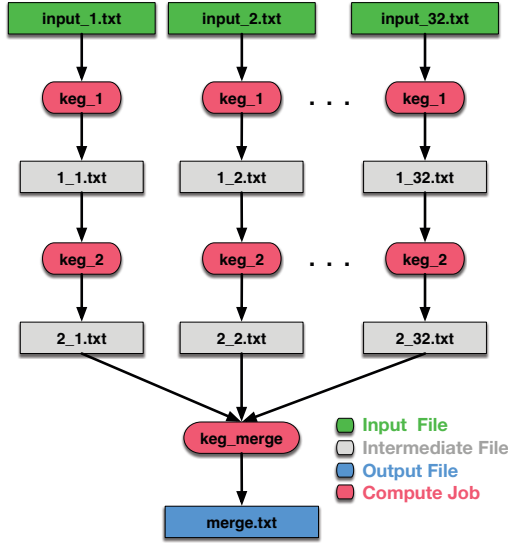 input_1.txt input_2.txt input_32.txt
keg_1 keg_1 . . . keg_1
1_1.txt 1_2.txt 1_32.txt
keg_2 keg_2 . . . keg_2
2_1.txt 2_2.txt 2_32.txt
keg_merge
merge.txt
Input File
Intermediate File
Output File
Compute Job